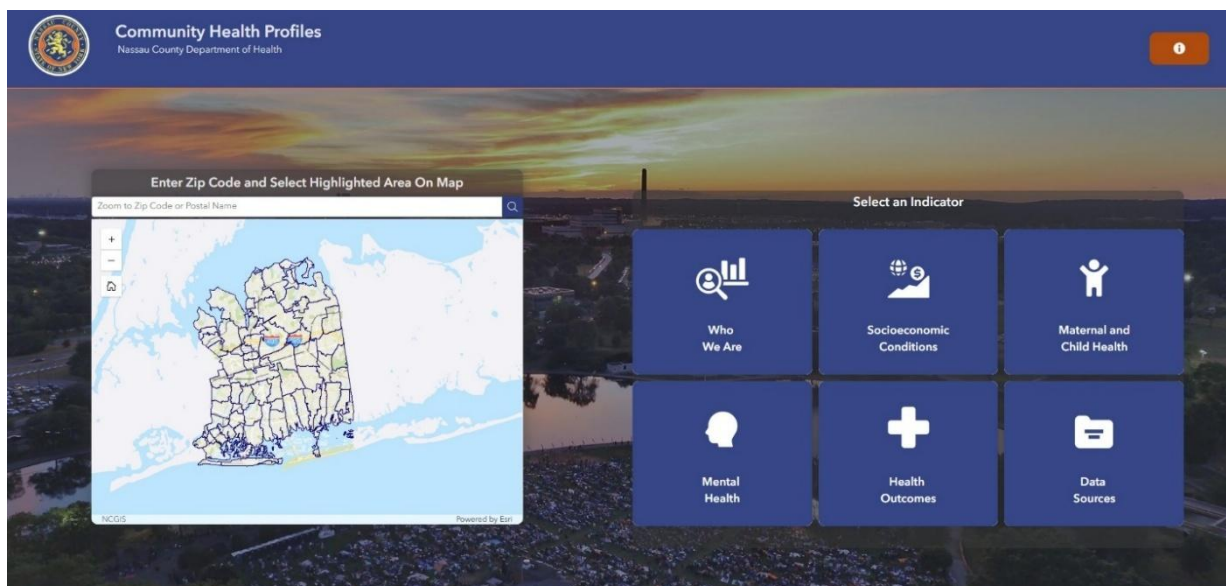 Community Health Profiles
Nassau County Department of Health
Enter Zip Code and Select Highlighted Area On Map
Zoom to Zip Code or Postal Name
+
−
NCGIS
Powered by Esri
Select an Indicator
Who
We Are
Socioeconomic
Conditions
Maternal and
Child Health
Mental
Health
Health
Outcomes
Data
Sources